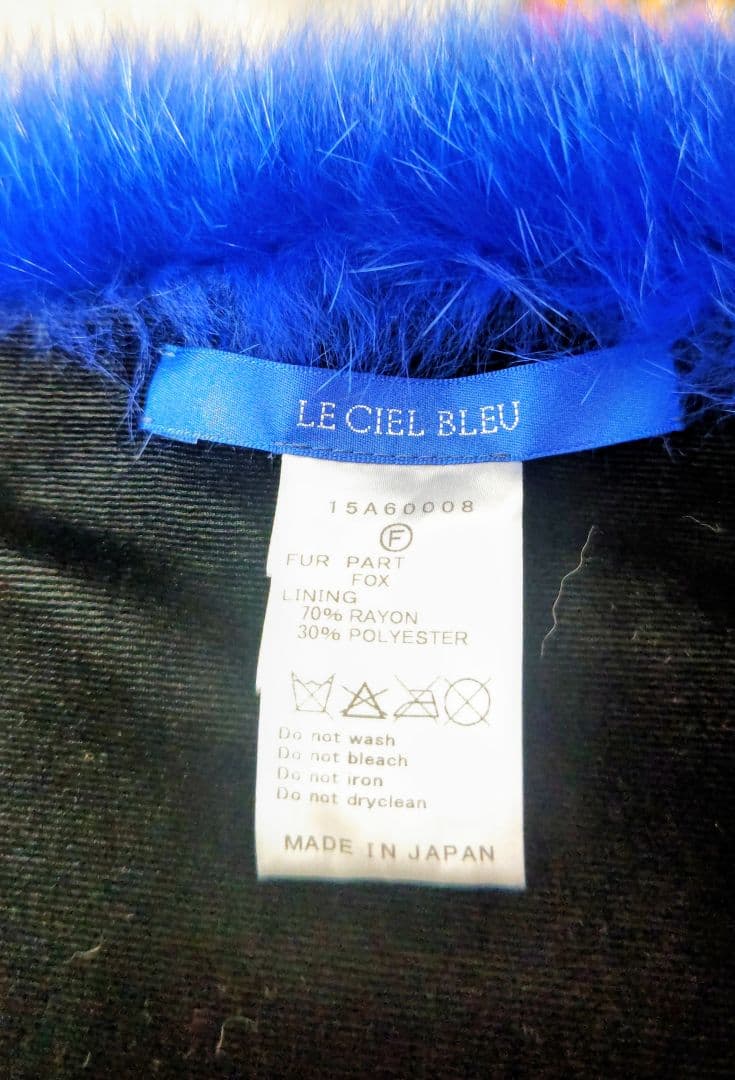 LE CIEL BLEU
15A60008
F
FUR PART
FOX
LINING
70% RAYON
30% POLYESTER
Do not wash
Do not bleach
Do not iron
Do not dryclean
MADE IN JAPAN